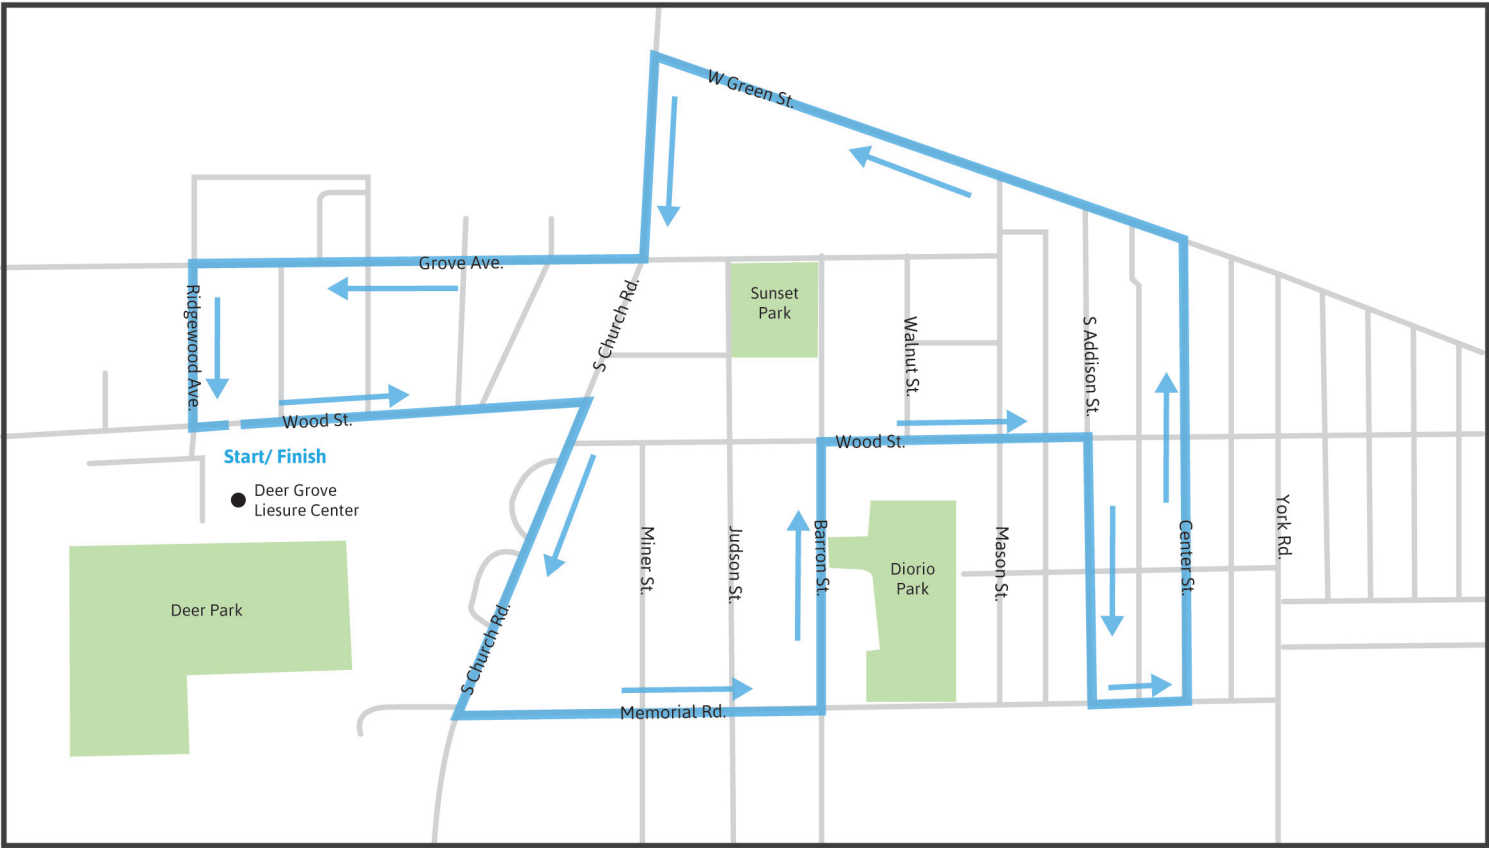 W Green St.
Grove Ave.
Ridgewood Ave.
S Church Rd.
Sunset
Park
Walnut St.
S Addison St.
Wood St.
Wood St.
Start/ Finish
Deer Grove
Liesure Center
Miner St.
Judson St.
Barron St.
Diorio
Park
Mason St.
Center St.
York Rd.
Deer Park
S Church Rd.
Memorial Rd.